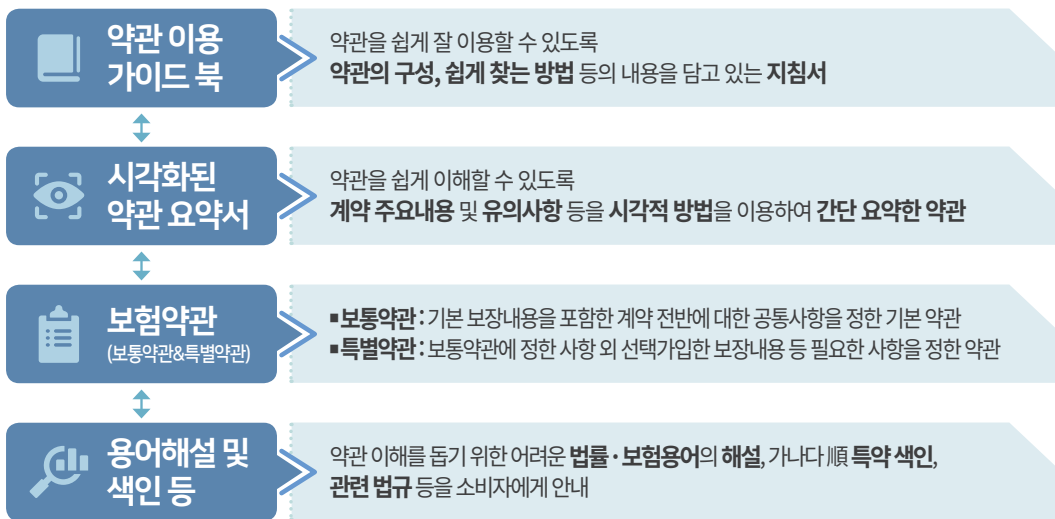 약관 이용
가이드 북
약관을 쉽게 잘 이용할 수 있도록
약관의 구성, 쉽게 찾는 방법 등의 내용을 담고 있는 지침서
시각화된
약관 요약서
약관을 쉽게 이해할 수 있도록
계약 주요내용 및 유의사항 등을 시각적 방법을 이용하여 간단 요약한 약관
보험약관
(보통약관&특별약관)
▪보통약관 : 기본 보장내용을 포함한 계약 전반에 대한 공통사항을 정한 기본 약관
▪특별약관 : 보통약관에 정한 사항 외 선택가입한 보장내용 등 필요한 사항을 정한 약관
용어해설 및
색인 등
약관 이해를 돕기 위한 어려운 법률·보험용어의 해설, 가나다 順 특약 색인,
관련 법규 등을 소비자에게 안내